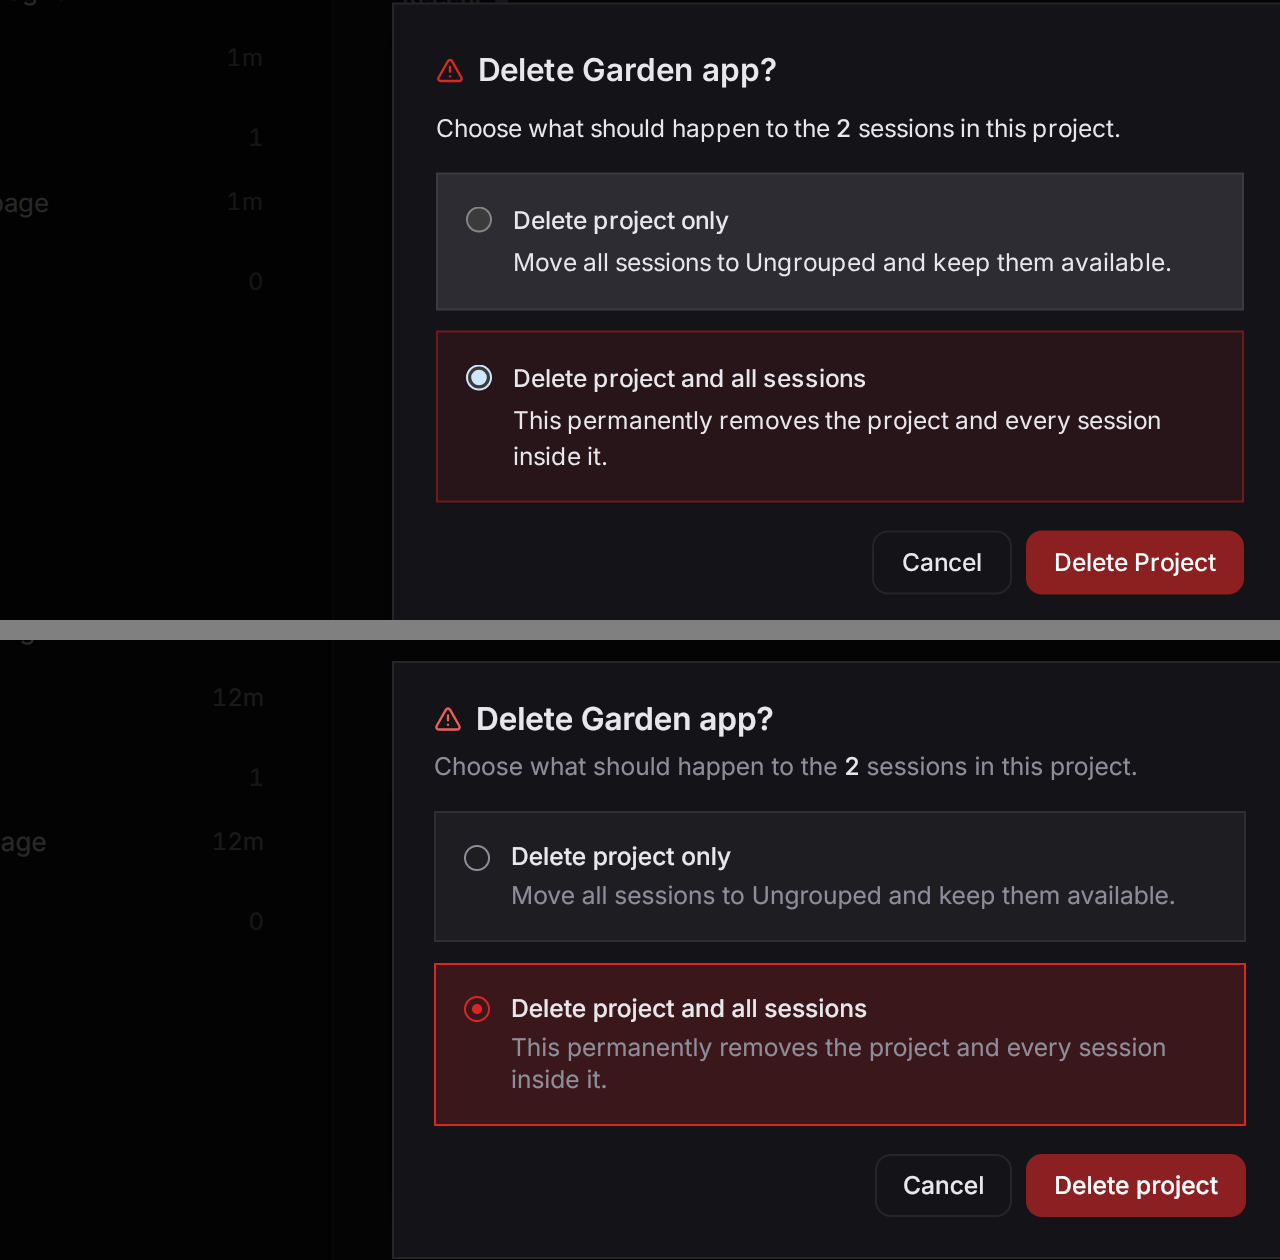 1m
1
page
1m
0
Delete Garden app?
Choose what should happen to the 2 sessions in this project.
Delete project only
Move all sessions to Ungrouped and keep them available.
Delete project and all sessions
This permanently removes the project and every session
inside it.
Cancel
Delete Project
12m
1
age
12m
0
Delete Garden app?
Choose what should happen to the 2 sessions in this project.
Delete project only
Move all sessions to Ungrouped and keep them available.
Delete project and all sessions
This permanently removes the project and every session
inside it.
Cancel
Delete project